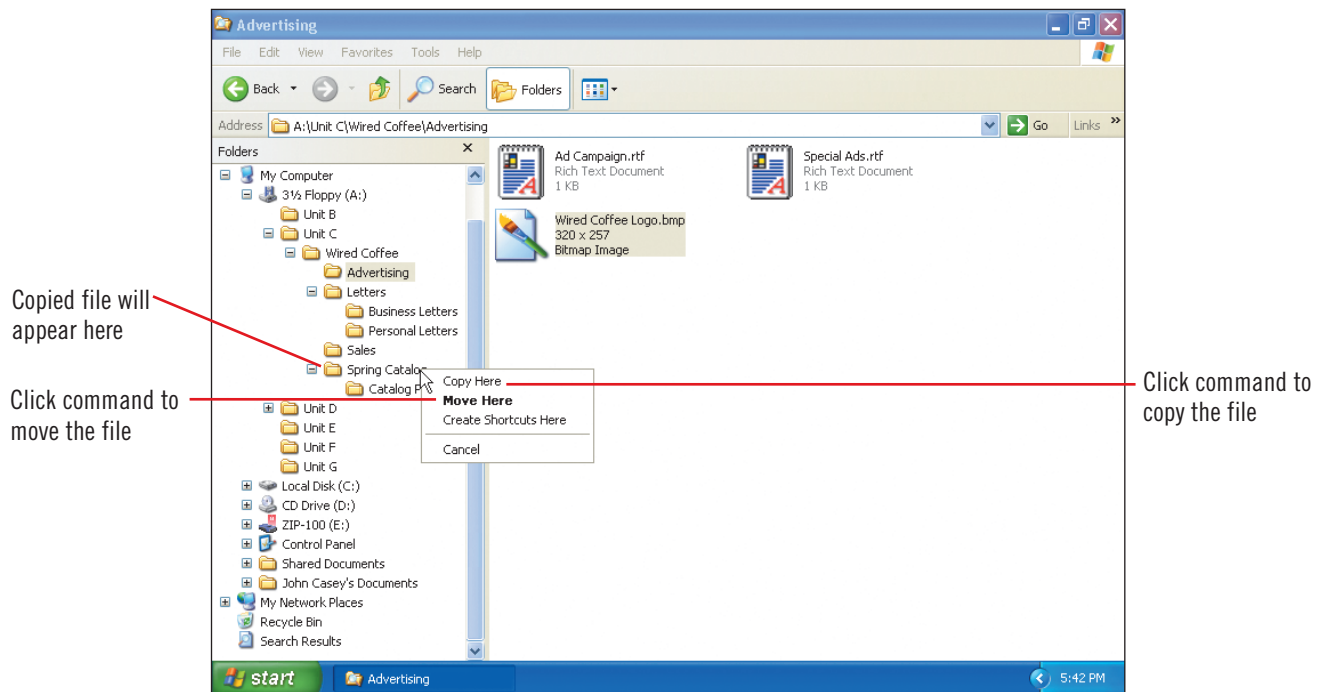 Advertising
File Edit View Favorites Tools Help
Back Search Folders
Address A:\Unit C\Wired Coffee\Advertising Go Links »
Folders
My Computer
3½ Floppy (A:)
Unit B
Unit C
Wired Coffee
Advertising
Letters
Business Letters
Personal Letters
Sales
Spring Catalog
Catalog P
Unit D
Unit E
Unit F
Unit G
Local Disk (C:)
CD Drive (D:)
ZIP-100 (E:)
Control Panel
Shared Documents
John Casey's Documents
My Network Places
Recycle Bin
Search Results
Ad Campaign.rtf
Rich Text Document
1 KB
Special Ads.rtf
Rich Text Document
1 KB
Wired Coffee Logo.bmp
320 x 257
Bitmap Image
Copy Here
Move Here
Create Shortcuts Here
Cancel
Copied file will
appear here
Click command to
move the file
Click command to
copy the file
start Advertising 5:42 PM